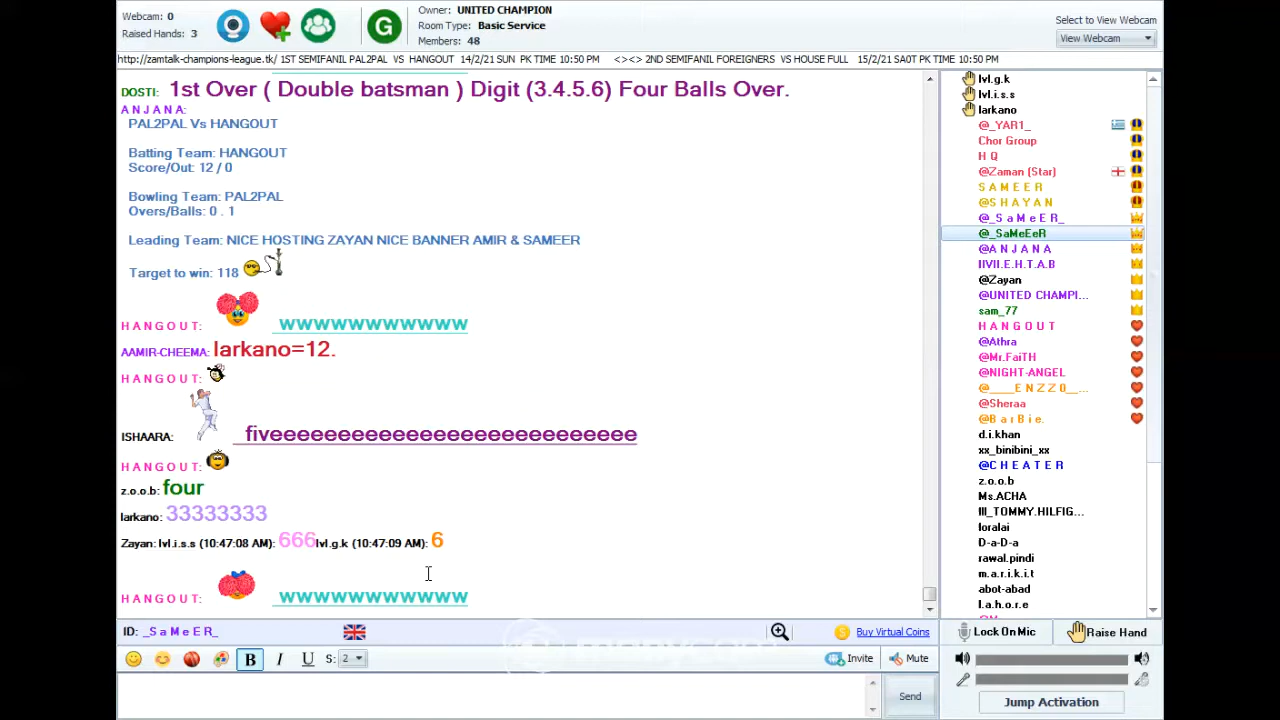 Webcam: 0
Raised Hands: 3
G
Owner: UNITED CHAMPION
Room Type: Basic Service
Members: 48
Select to View Webcam
View Webcam
http://zamtalk-champions-league.tk/ 1ST SEMIFANIL PAL2PAL VS HANGOUT 14/2/21 SUN PK TIME 10:50 PM <><> 2ND SEMIFANIL FOREIGNERS VS HOUSE FULL 15/2/21 SA0T PK TIME 10:50 PM
DOSTI: 1st Over ( Double batsman ) Digit (3.4.5.6) Four Balls Over.
A N J A N A:
PAL2PAL Vs HANGOUT
Batting Team: HANGOUT
Score/Out: 12 / 0
Bowling Team: PAL2PAL
Overs/Balls: 0 . 1
Leading Team: NICE HOSTING ZAYAN NICE BANNER AMIR & SAMEER
Target to win: 118
H A N G O U T: wwwwwwwwwww
AAMIR-CHEEMA: larkano=12.
H A N G O U T:
ISHAARA: fiveeeeeeeeeeeeeeeeeeeeeeeeeee
H A N G O U T:
z.o.o.b: four
larkano: 33333333
Zayan: lvl.i.s.s (10:47:08 AM): 666lvl.g.k (10:47:09 AM): 6
H A N G O U T: wwwwwwwwwww
lvl.g.k
lvl.i.s.s
larkano
@_YAR1_
Chor Group
H Q
@Zaman (Star)
S A M E E R
@S H A Y A N
@_S a M e E R_
@_SaMeEeR
@A N J A N A
IIVII.E.H.T.A.B
@Zayan
@UNITED CHAMPI...
sam_77
H A N G O U T
@Athra
@Mr.FaiTH
@NIGHT-ANGEL
@____E N Z Z O__...
@Sheraa
@B a r B i e.
d.i.khan
xx_binibini_xx
@C H E A T E R
z.o.o.b
Ms.ACHA
III_TOMMY.HILFIG...
loralai
D-a-D-a
rawal.pindi
m.a.r.i.k.i.t
abot-abad
l.a.h.o.r.e
ID: _S a M e E R_
Buy Virtual Coins
Lock On Mic
Raise Hand
B I U S: 2
Invite
Mute
Send
Jump Activation